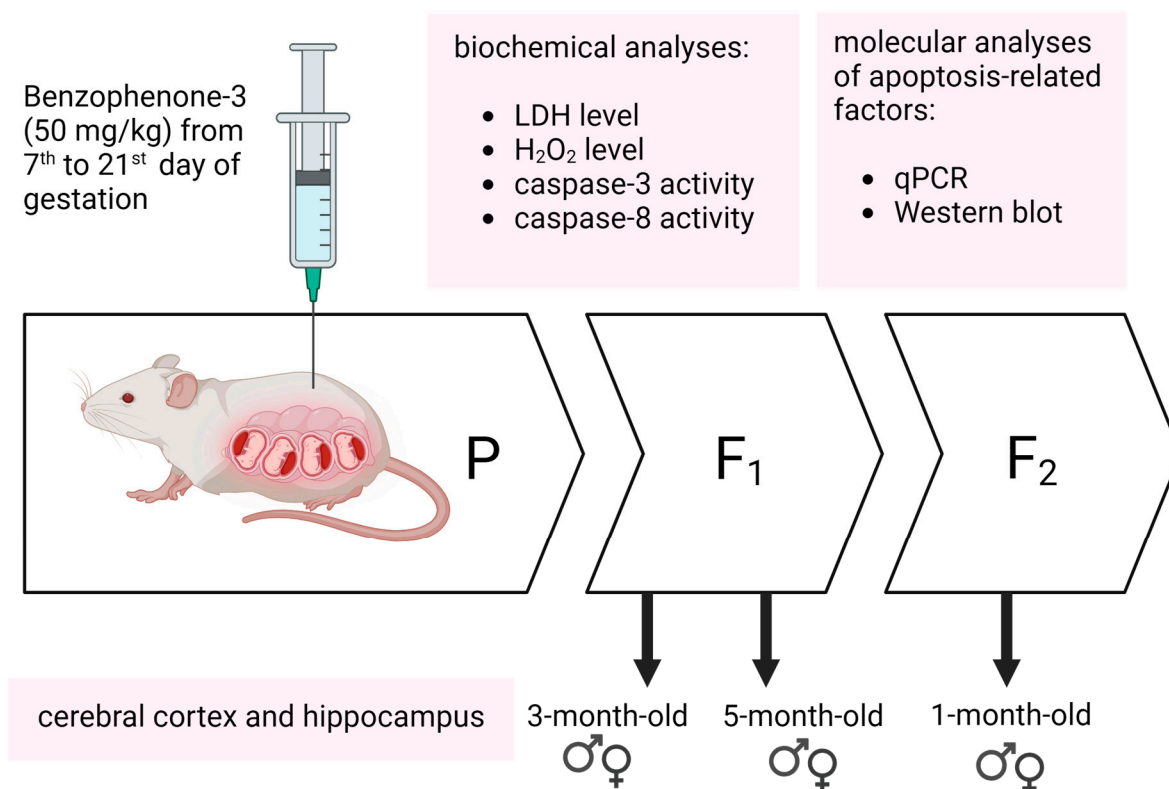 Benzophenone-3
(50 mg/kg) from
7th to 21st day of
gestation
biochemical analyses:
• LDH level
• H₂O₂ level
• caspase-3 activity
• caspase-8 activity
molecular analyses
of apoptosis-related
factors:
• qPCR
• Western blot
P
F₁
F₂
cerebral cortex and hippocampus
3-month-old
♂♀
5-month-old
♂♀
1-month-old
♂♀